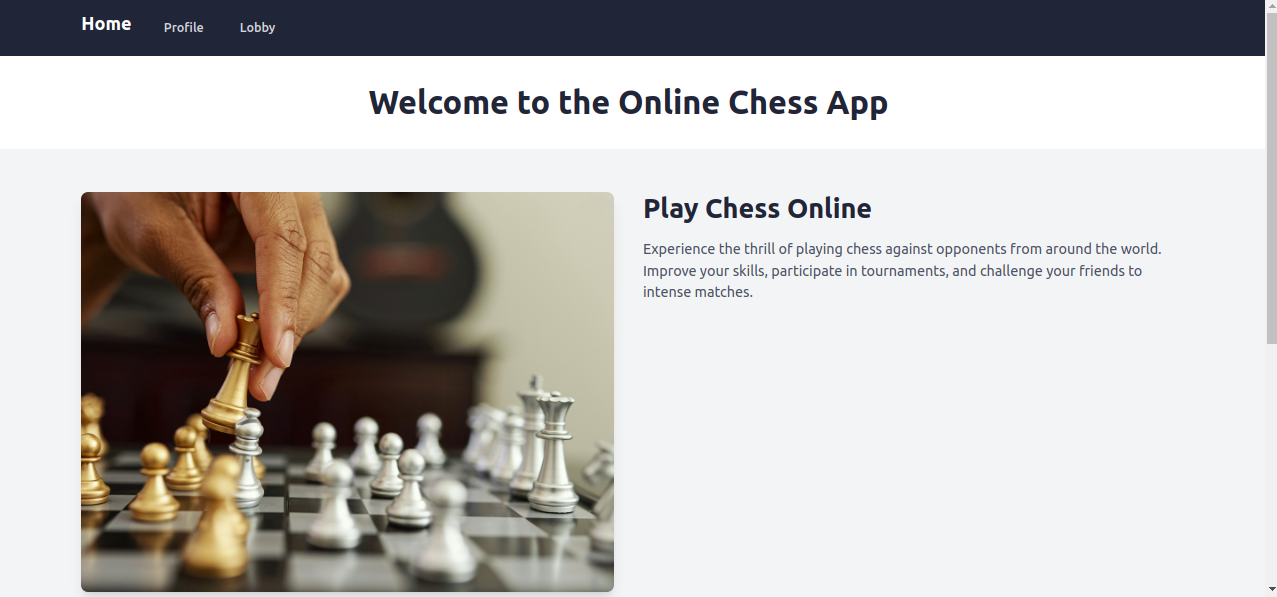 Home Profile Lobby
Welcome to the Online Chess App
Play Chess Online
Experience the thrill of playing chess against opponents from around the world.
Improve your skills, participate in tournaments, and challenge your friends to
intense matches.